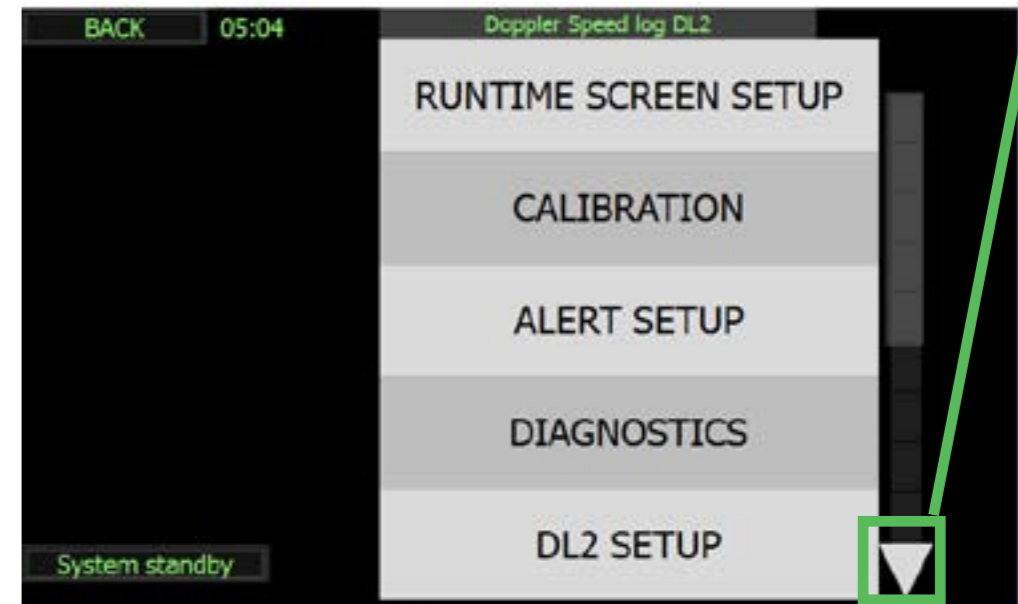 BACK 05:04 Doppler Speed log DL2
RUNTIME SCREEN SETUP
CALIBRATION
ALERT SETUP
DIAGNOSTICS
DL2 SETUP
System standby